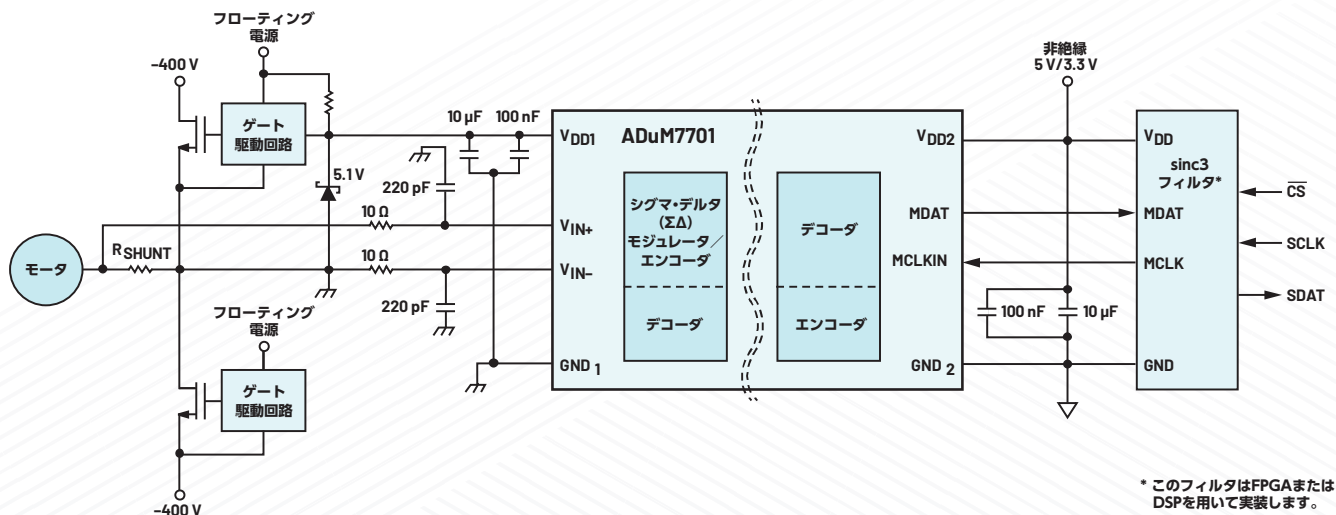 フローティング
電源
-400 V
ゲート
駆動回路
5.1 V
10 µF
100 nF
220 pF
10 Ω
10 Ω
220 pF
モータ
RSHUNT
フローティング
電源
ゲート
駆動回路
-400 V
ADuM7701
VDD1
VIN+
VIN–
GND 1
シグマ・デルタ
(ΣΔ)
モジュレータ/
エンコーダ
デコーダ
デコーダ
エンコーダ
VDD2
MDAT
MCLKIN
GND 2
非絶縁
5 V/3.3 V
100 nF
10 µF
VDD
sinc3
フィルタ*
MDAT
MCLK
GND
CS
SCLK
SDAT
* このフィルタはFPGAまたは
DSPを用いて実装します。